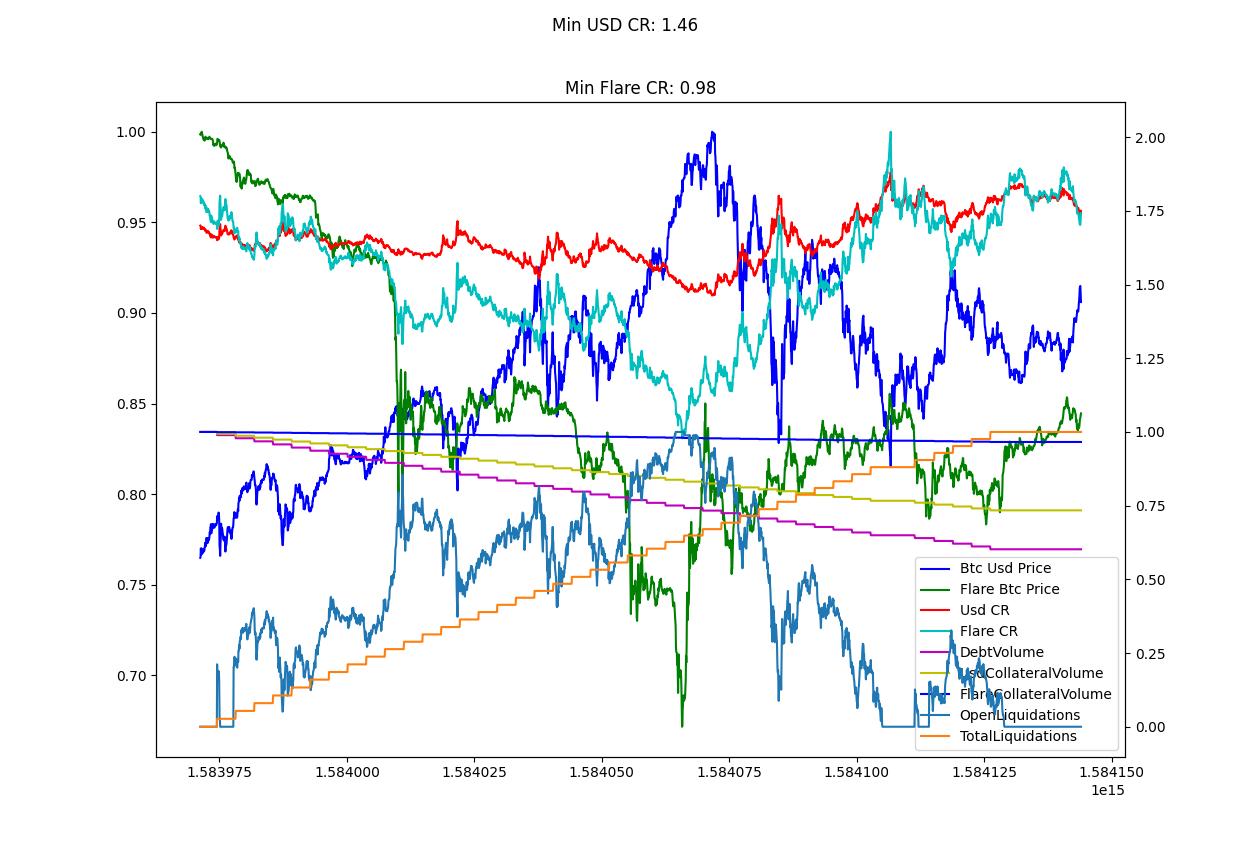 Min USD CR: 1.46
Min Flare CR: 0.98
1.00
0.95
0.90
0.85
0.80
0.75
0.70
2.00
1.75
1.50
1.25
1.00
0.75
0.50
0.25
0.00
Btc Usd Price
Flare Btc Price
Usd CR
Flare CR
DebtVolume
UsdCollateralVolume
FlareCollateralVolume
OpenLiquidations
TotalLiquidations
1.583975 1.584000 1.584025 1.584050 1.584075 1.584100 1.584125 1.584150
1e15